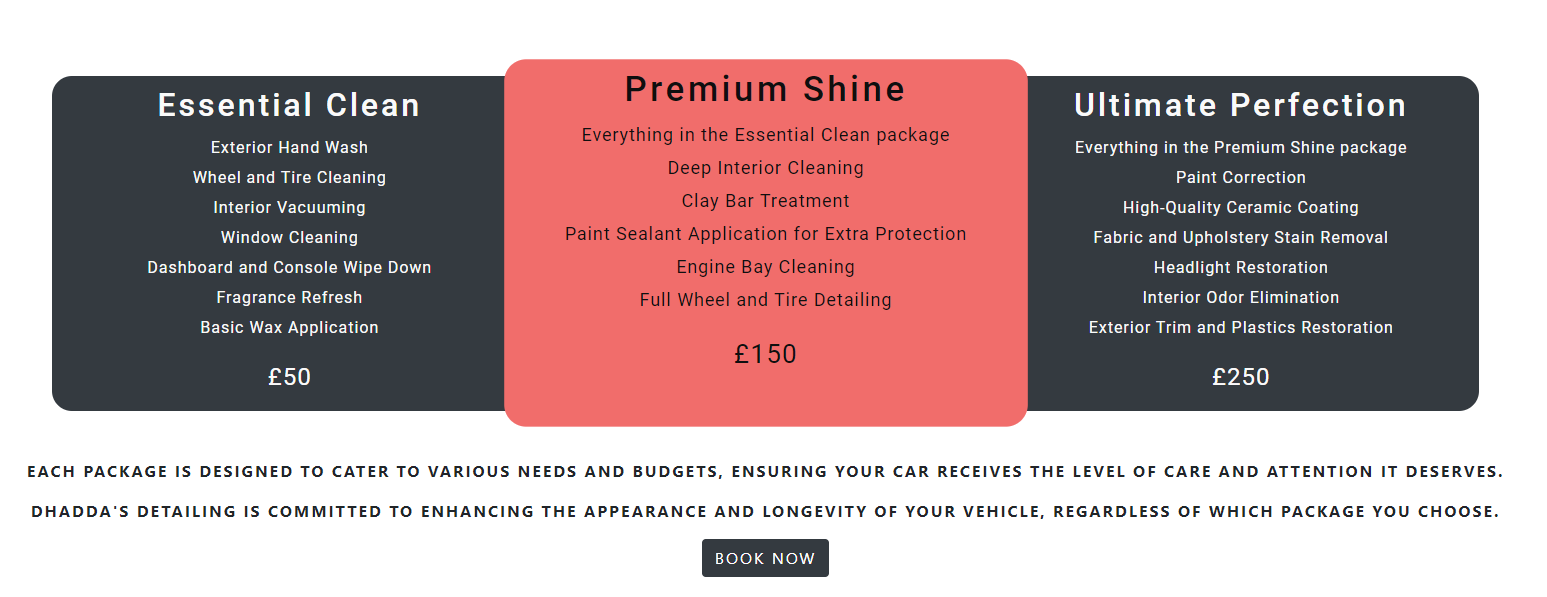 Essential Clean
Exterior Hand Wash
Wheel and Tire Cleaning
Interior Vacuuming
Window Cleaning
Dashboard and Console Wipe Down
Fragrance Refresh
Basic Wax Application
£50
Premium Shine
Everything in the Essential Clean package
Deep Interior Cleaning
Clay Bar Treatment
Paint Sealant Application for Extra Protection
Engine Bay Cleaning
Full Wheel and Tire Detailing
£150
Ultimate Perfection
Everything in the Premium Shine package
Paint Correction
High-Quality Ceramic Coating
Fabric and Upholstery Stain Removal
Headlight Restoration
Interior Odor Elimination
Exterior Trim and Plastics Restoration
£250
EACH PACKAGE IS DESIGNED TO CATER TO VARIOUS NEEDS AND BUDGETS, ENSURING YOUR CAR RECEIVES THE LEVEL OF CARE AND ATTENTION IT DESERVES.
DHADDA'S DETAILING IS COMMITTED TO ENHANCING THE APPEARANCE AND LONGEVITY OF YOUR VEHICLE, REGARDLESS OF WHICH PACKAGE YOU CHOOSE.
BOOK NOW